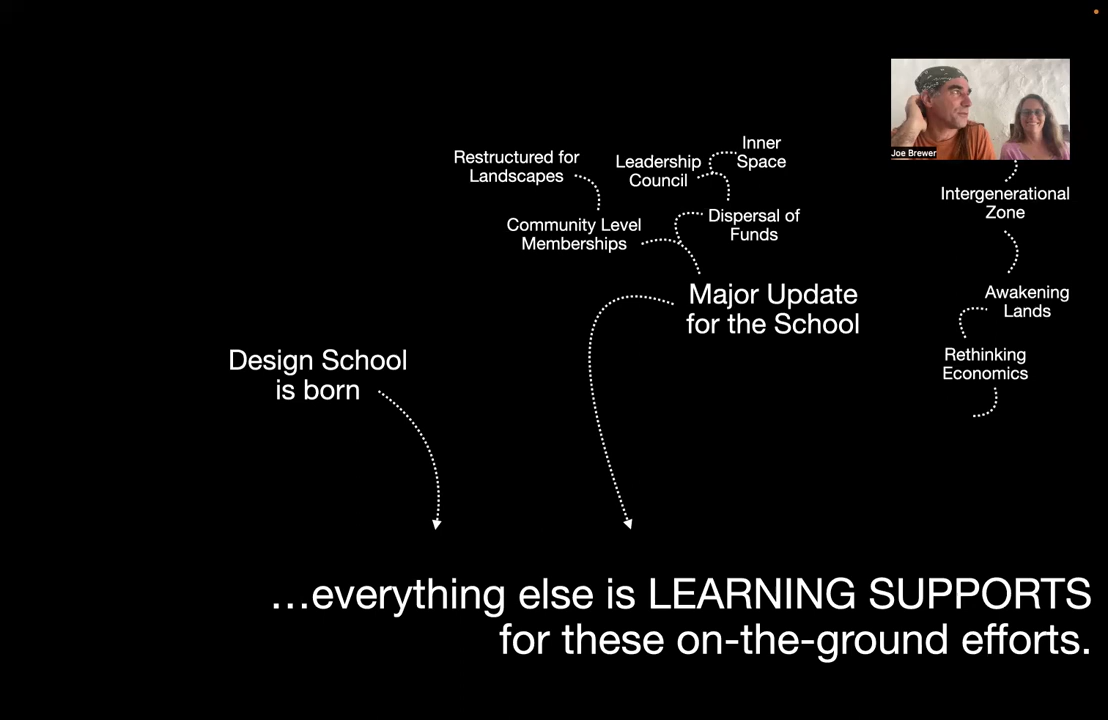 Joe Brewer
Restructured for
Landscapes
Leadership
Council
Inner
Space
Community Level
Memberships
Dispersal of
Funds
Major Update
for the School
Design School
is born
Intergenerational
Zone
Awakening
Lands
Rethinking
Economics
…everything else is LEARNING SUPPORTS
for these on-the-ground efforts.